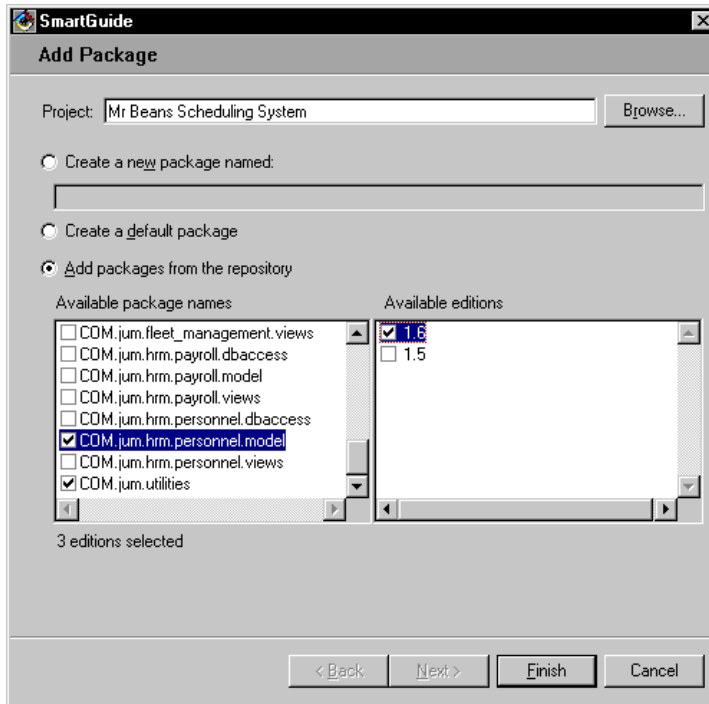 SmartGuide
Add Package
Project: Mr Beans Scheduling System Browse...
Create a new package named:
Create a default package
Add packages from the repository
Available package names
COM.jum.fleet_management.views
COM.jum.hrm.payroll.dbaccess
COM.jum.hrm.payroll.model
COM.jum.hrm.payroll.views
COM.jum.hrm.personnel.dbaccess
COM.jum.hrm.personnel.model
COM.jum.hrm.personnel.views
COM.jum.utilities
Available editions
1.6
1.5
3 editions selected
< Back Next > Finish Cancel